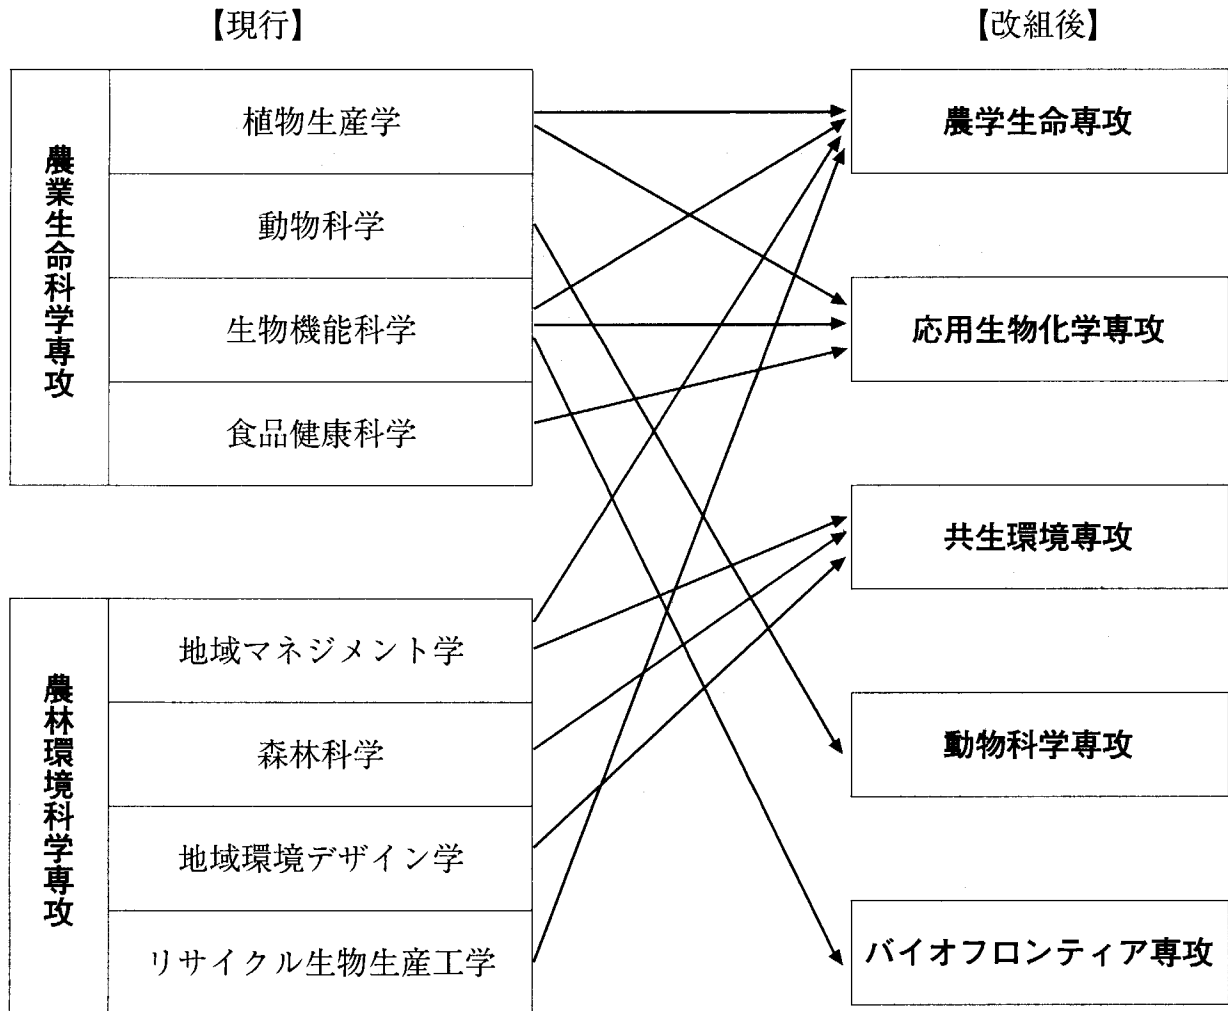 【現行】
【改組後】
農業生命科学専攻
植物生産学
動物科学
生物機能科学
食品健康科学
農林環境科学専攻
地域マネジメント学
森林科学
地域環境デザイン学
リサイクル生物生産工学
農学生命専攻
応用生物化学専攻
共生環境専攻
動物科学専攻
バイオフロンティア専攻